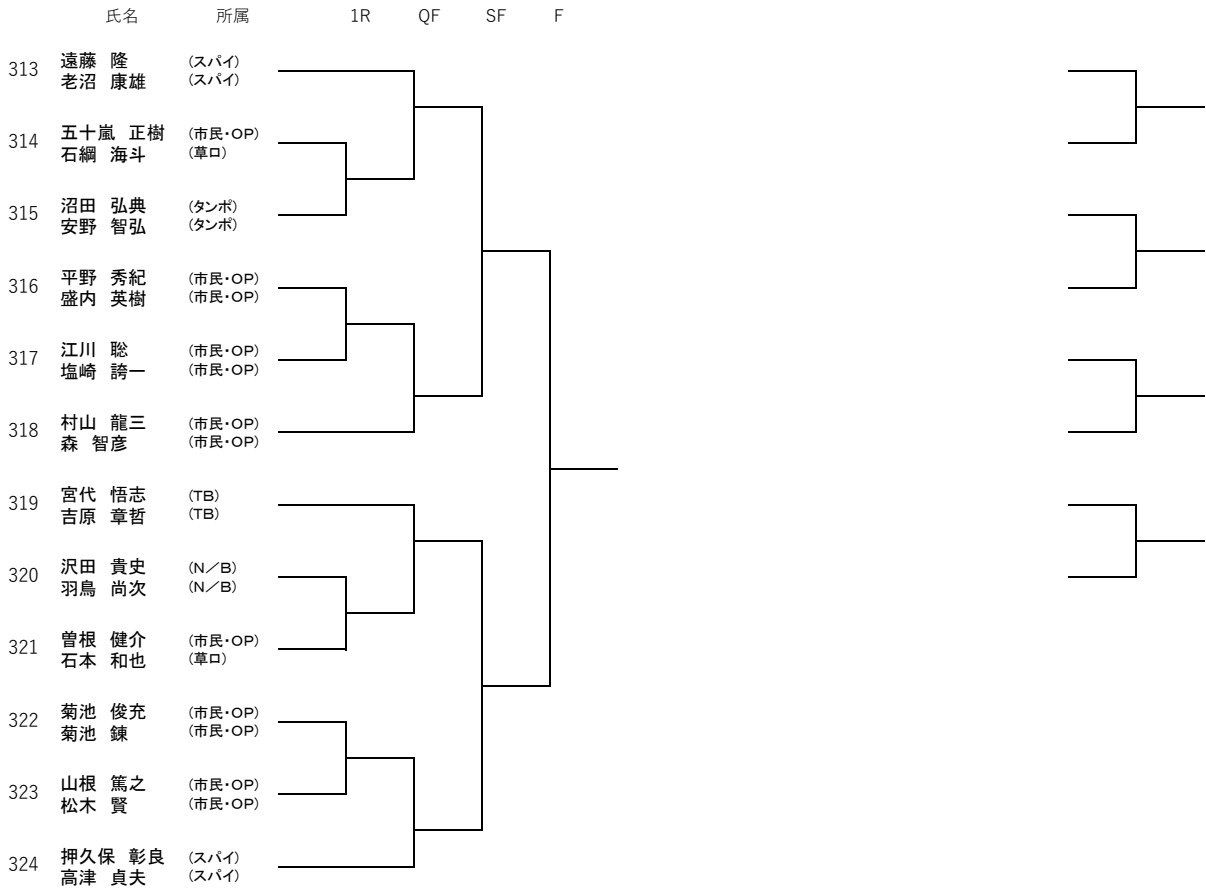 氏名 所属 1R QF SF F
313 遠藤 隆 (スパイ)
老沼 康雄 (スパイ)
314 五十嵐 正樹 (市民・OP)
石綱 海斗 (草ロ)
315 沼田 弘典 (タンポ)
安野 智弘 (タンポ)
316 平野 秀紀 (市民・OP)
盛内 英樹 (市民・OP)
317 江川 聡 (市民・OP)
塩崎 誇一 (市民・OP)
318 村山 龍三 (市民・OP)
森 智彦 (市民・OP)
319 宮代 悟志 (TB)
吉原 章哲 (TB)
320 沢田 貴史 (N/B)
羽鳥 尚次 (N/B)
321 曽根 健介 (市民・OP)
石本 和也 (草ロ)
322 菊池 俊充 (市民・OP)
菊池 錬 (市民・OP)
323 山根 篤之 (市民・OP)
松木 賢 (市民・OP)
324 押久保 彰良 (スパイ)
高津 貞夫 (スパイ)